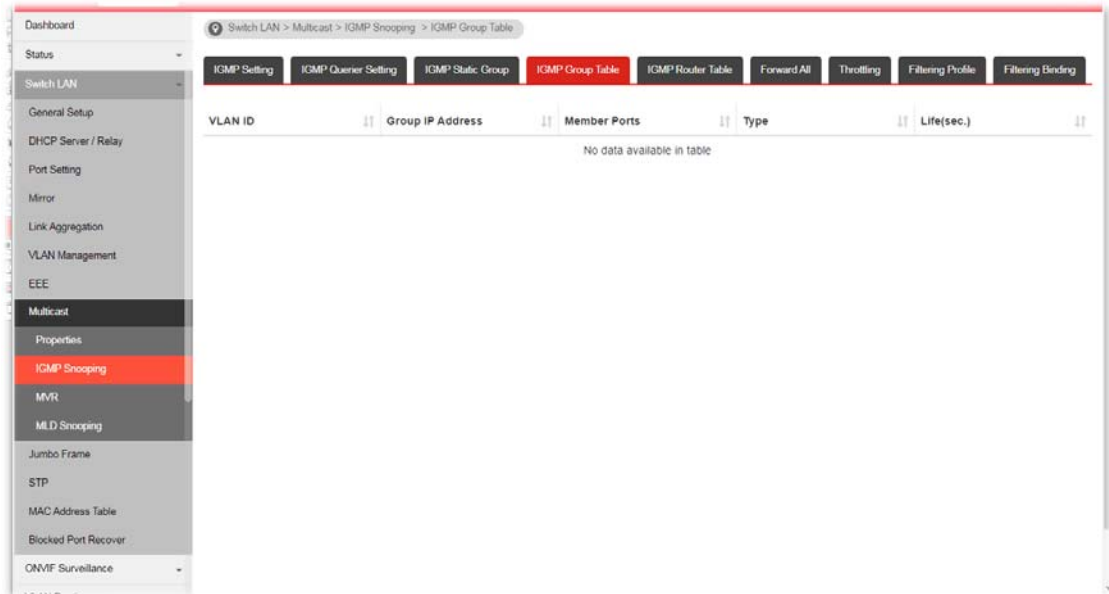 Dashboard
Switch LAN > Multicast > IGMP Snooping > IGMP Group Table
Status
Switch LAN
General Setup
DHCP Server / Relay
Port Setting
Mirror
Link Aggregation
VLAN Management
EEE
Multicast
Properties
IGMP Snooping
MVR
MLD Snooping
Jumbo Frame
STP
MAC Address Table
Blocked Port Recover
ONVIF Surveillance
IGMP Setting IGMP Querier Setting IGMP Static Group IGMP Group Table IGMP Router Table Forward All Throttling Filtering Profile Filtering Binding
VLAN ID Group IP Address Member Ports Type Life(sec.)
No data available in table